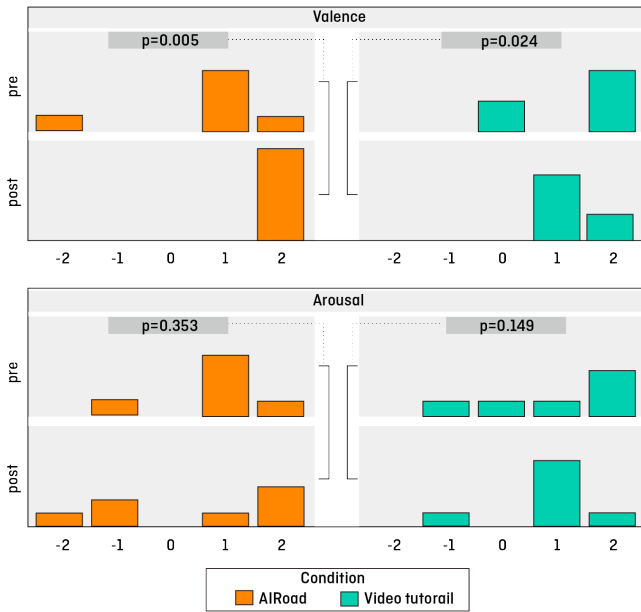 Valence
p=0.005 p=0.024
pre
post
-2 -1 0 1 2 -2 -1 0 1 2
Arousal
p=0.353 p=0.149
pre
post
-2 -1 0 1 2 -2 -1 0 1 2
Condition
AIRoad Video tutorail